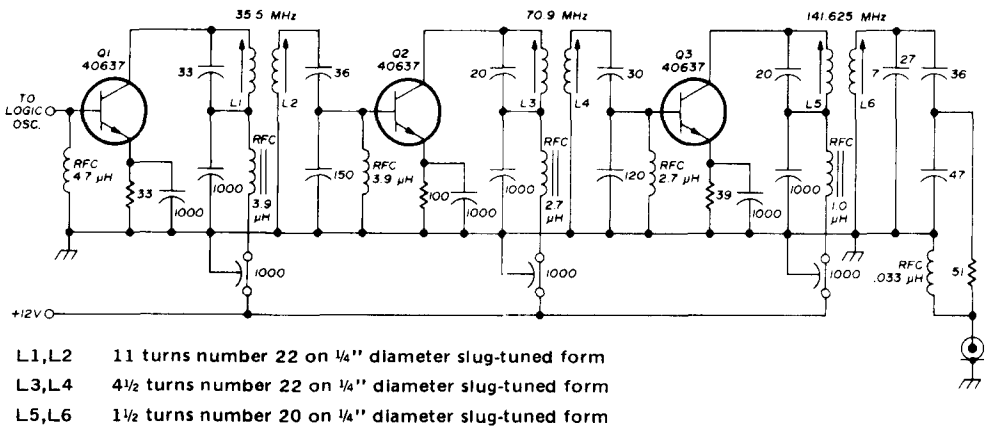 35.5 MHz
70.9 MHz
141.625 MHz
Q1
40637
Q2
40637
Q3
40637
33
L1
L2
36
20
L3
L4
30
20
L5
L6
7
27
36
TO
LOGIC
OSC.
RFC
4.7 μH
33
1000
1000
RFC
3.9
μH
150
RFC
3.9 μH
100
1000
1000
RFC
2.7
μH
120
RFC
2.7 μH
39
1000
1000
RFC
1.0
μH
47
RFC
.033 μH
51
1000
1000
1000
+12V
L1,L2 11 turns number 22 on ¼" diameter slug-tuned form
L3,L4 4½ turns number 22 on ¼" diameter slug-tuned form
L5,L6 1½ turns number 20 on ¼" diameter slug-tuned form